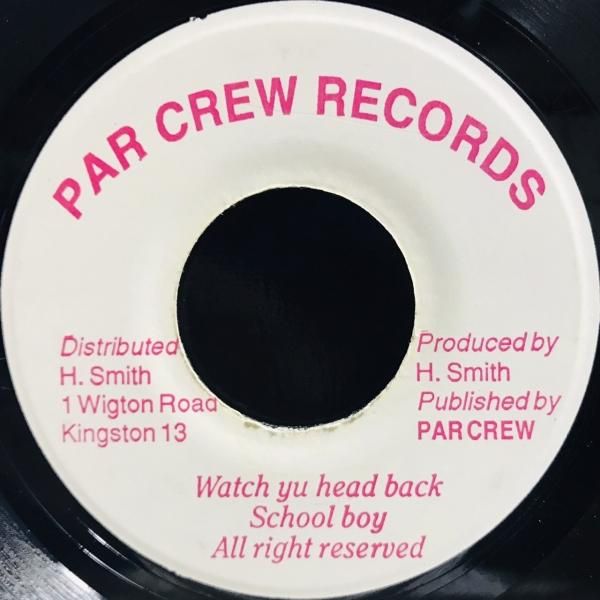 PAR CREW RECORDS
Distributed
H. Smith
1 Wigton Road
Kingston 13
Produced by
H. Smith
Published by
PAR CREW
Watch yu head back
School boy
All right reserved